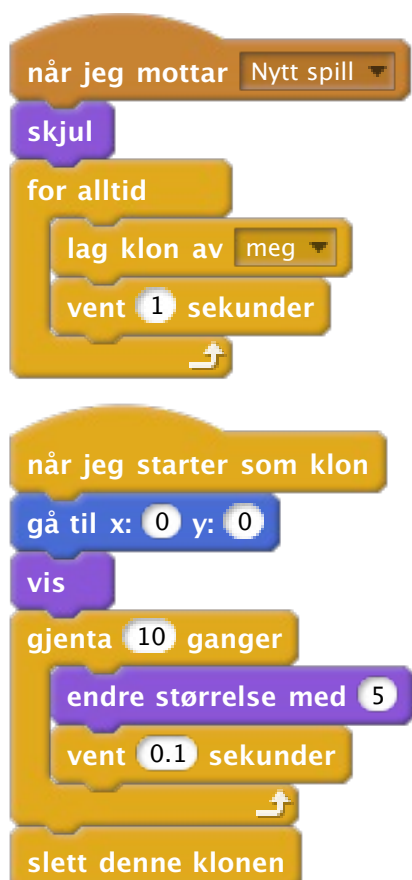 når jeg mottar Nytt spill
skjul
for alltid
lag klon av meg
vent 1 sekunder
når jeg starter som klon
gå til x: 0 y: 0
vis
gjenta 10 ganger
endre størrelse med 5
vent 0.1 sekunder
slett denne klonen